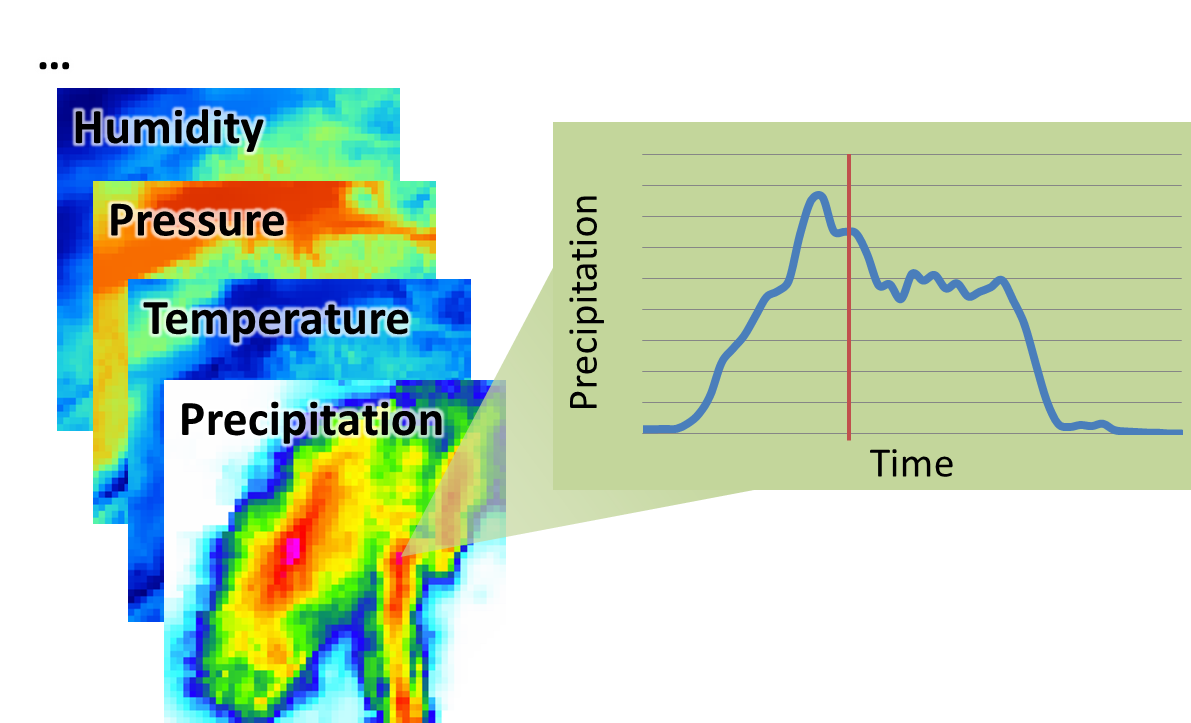 ...
Humidity
Pressure
Temperature
Precipitation
Precipitation
Time